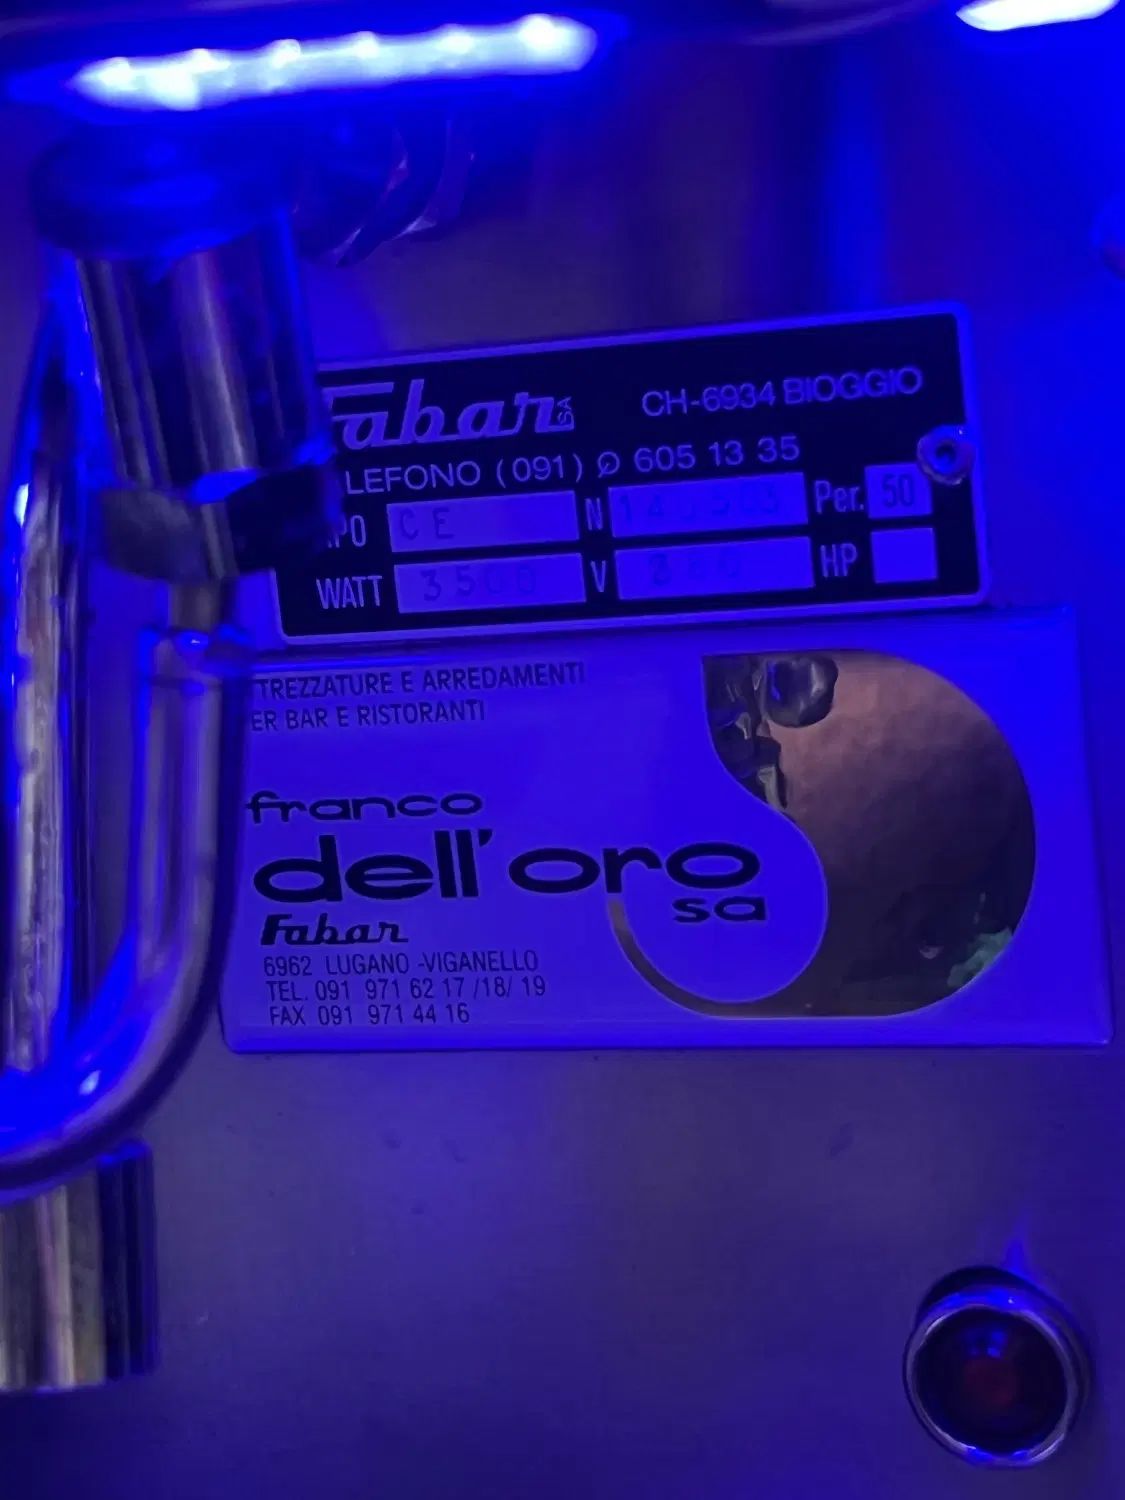 Fabar SA CH-6934 BIOGGIO
LEFONO (091) 605 13 35
PO CE N Per. 50
WATT 3500 V HP
TREZZATURE E ARREDAMENTI
ER BAR E RISTORANTI
franco
dell'oro
sa
Fabar
6962 LUGANO -VIGANELLO
TEL. 091 971 62 17 /18/ 19
FAX 091 971 44 16